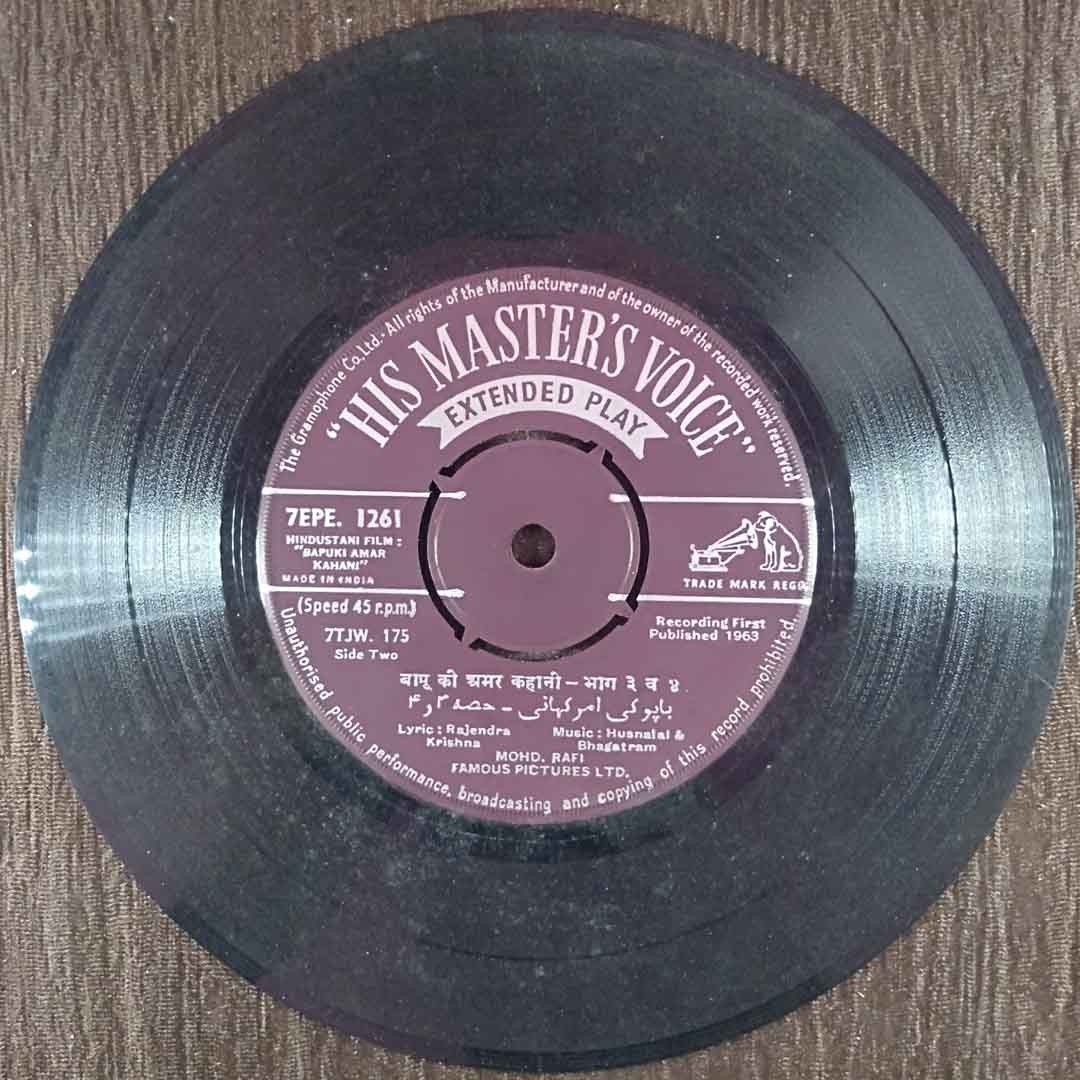 The Gramophone Co. Ltd. · All rights of the Manufacturer and of the owner of the recorded work reserved.
"HIS MASTER'S VOICE"
EXTENDED PLAY
7EPE. 1261
HINDUSTANI FILM :
"BAPUKI AMAR
KAHANI"
MADE IN INDIA
TRADE MARK REGD
(Speed 45 r.p.m.)
7TJW. 175
Side Two
Recording First
Published 1963
बापू की अमर कहानी – भाग ३ व ४
باپو کی امر کہانی - حصہ ۳ و ۴
Lyric : Rajendra Krishna
Music : Husnalal & Bhagatram
MOHD. RAFI
FAMOUS PICTURES LTD.
Unauthorised public performance, broadcasting and copying of this record prohibited.